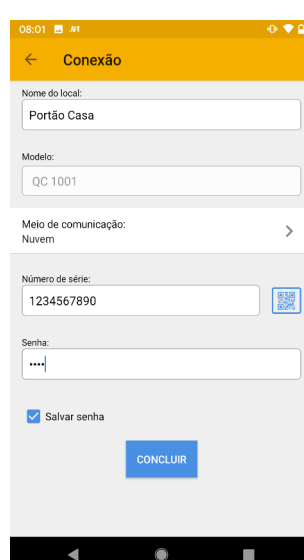 08:01
Conexão
Nome do local:
Portão Casa
Modelo:
QC 1001
Meio de comunicação:
Nuvem
Número de série:
1234567890
Senha:
••••
Salvar senha
CONCLUIR